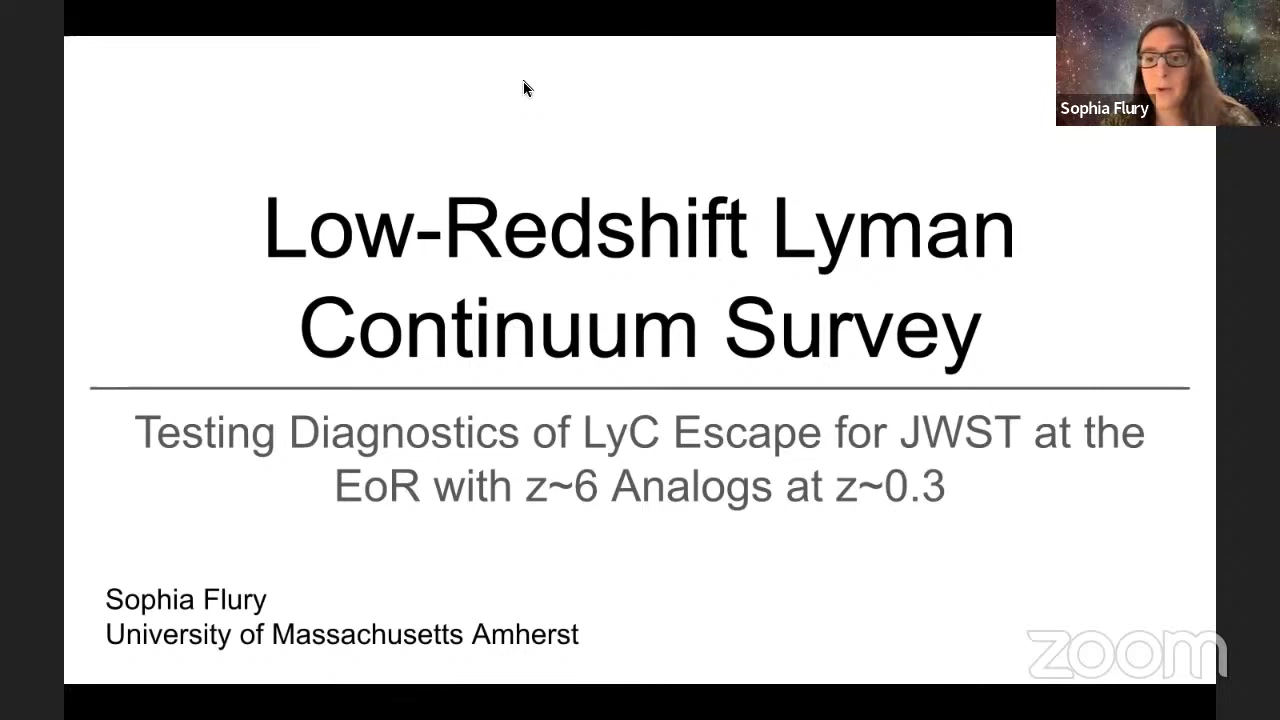 Sophia Flury
Low-Redshift Lyman
Continuum Survey
Testing Diagnostics of LyC Escape for JWST at the
EoR with z~6 Analogs at z~0.3
Sophia Flury
University of Massachusetts Amherst
zoom